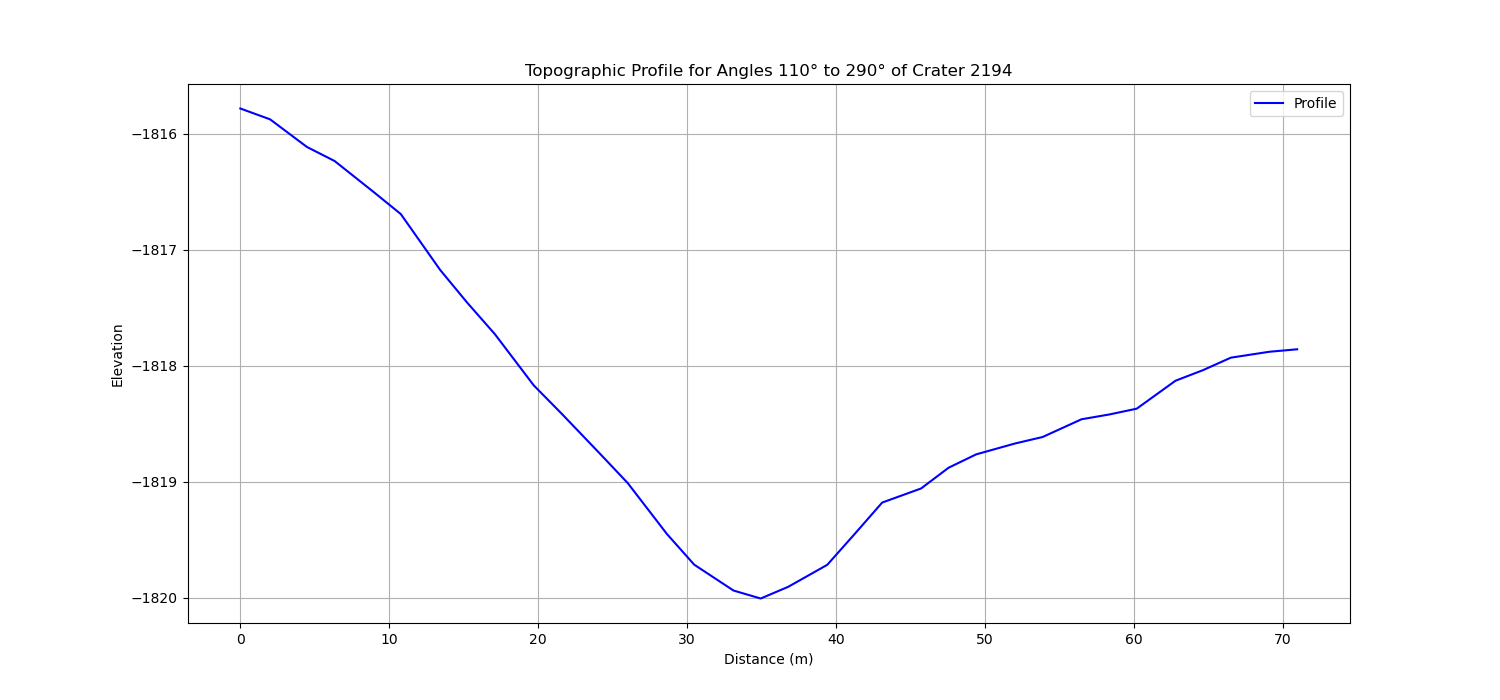 Topographic Profile for Angles 110° to 290° of Crater 2194
Profile
−1816
−1817
−1818
−1819
−1820
Elevation
0 10 20 30 40 50 60 70
Distance (m)